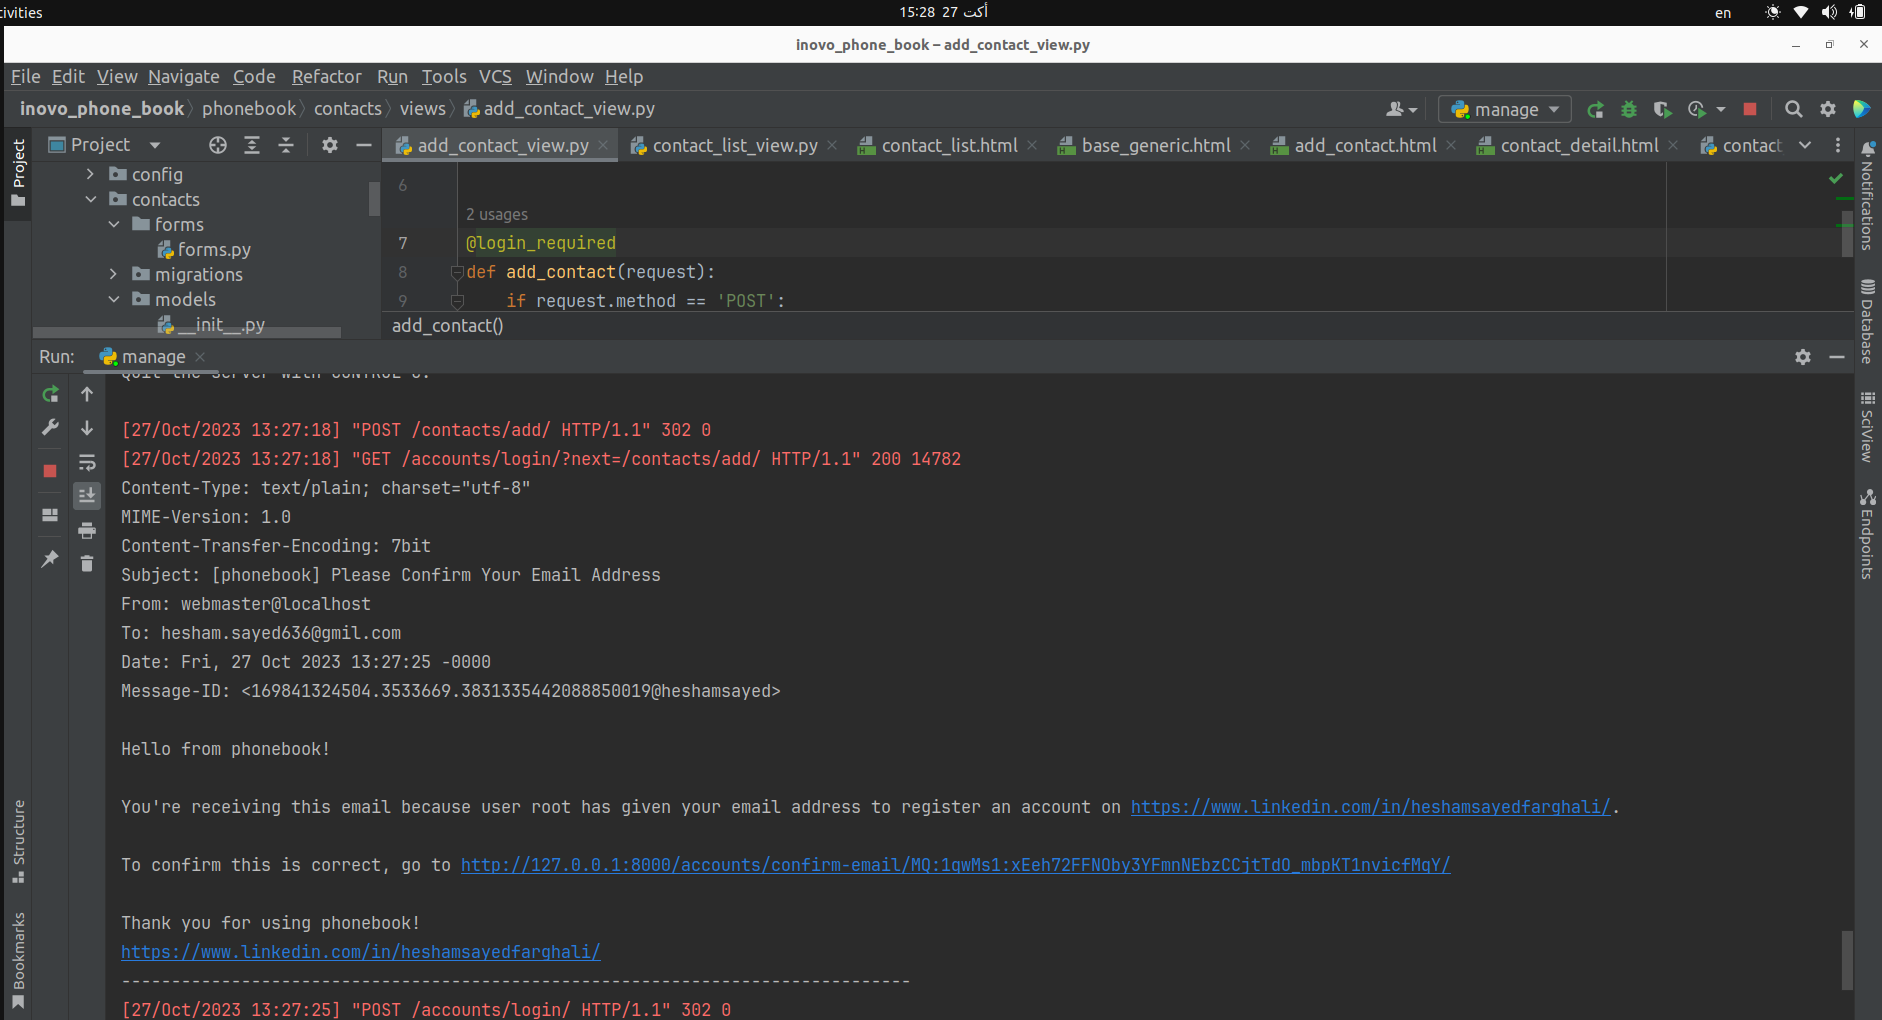 ivities
15:28 27 أكت
en
inovo_phone_book – add_contact_view.py
File Edit View Navigate Code Refactor Run Tools VCS Window Help
inovo_phone_book phonebook contacts views add_contact_view.py
manage
Project
Project
add_contact_view.py
contact_list_view.py
contact_list.html
base_generic.html
add_contact.html
contact_detail.html
contact
config
contacts
forms
forms.py
migrations
models
__init__.py
6
2 usages
7 @login_required
8 def add_contact(request):
9 if request.method == 'POST':
add_contact()
Notifications
Database
SciView
Endpoints
Run: manage
Quit the server with CONTROL-C.
[27/Oct/2023 13:27:18] "POST /contacts/add/ HTTP/1.1" 302 0
[27/Oct/2023 13:27:18] "GET /accounts/login/?next=/contacts/add/ HTTP/1.1" 200 14782
Content-Type: text/plain; charset="utf-8"
MIME-Version: 1.0
Content-Transfer-Encoding: 7bit
Subject: [phonebook] Please Confirm Your Email Address
From: webmaster@localhost
To: hesham.sayed636@gmil.com
Date: Fri, 27 Oct 2023 13:27:25 -0000
Message-ID: <169841324504.3533669.3831335442088850019@heshamsayed>
Hello from phonebook!
You're receiving this email because user root has given your email address to register an account on https://www.linkedin.com/in/heshamsayedfarghali/.
To confirm this is correct, go to http://127.0.0.1:8000/accounts/confirm-email/MQ:1qwMs1:xEeh72FFNOby3YFmnNEbzCCjtTdO_mbpKT1nvicfMqY/
Thank you for using phonebook!
https://www.linkedin.com/in/heshamsayedfarghali/
-------------------------------------------------------------------------------
[27/Oct/2023 13:27:25] "POST /accounts/login/ HTTP/1.1" 302 0
Structure
Bookmarks